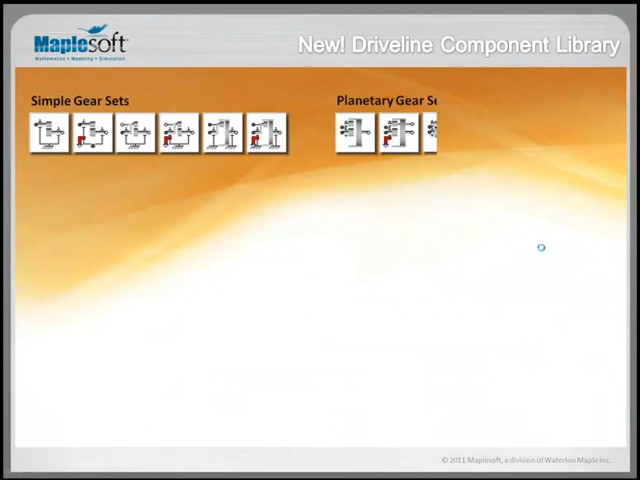 Maplesoft™
Mathematics • Modeling • Simulation
New! Driveline Component Library
Simple Gear Sets
Planetary Gear Se
© 2011 Maplesoft, a division of Waterloo Maple Inc.